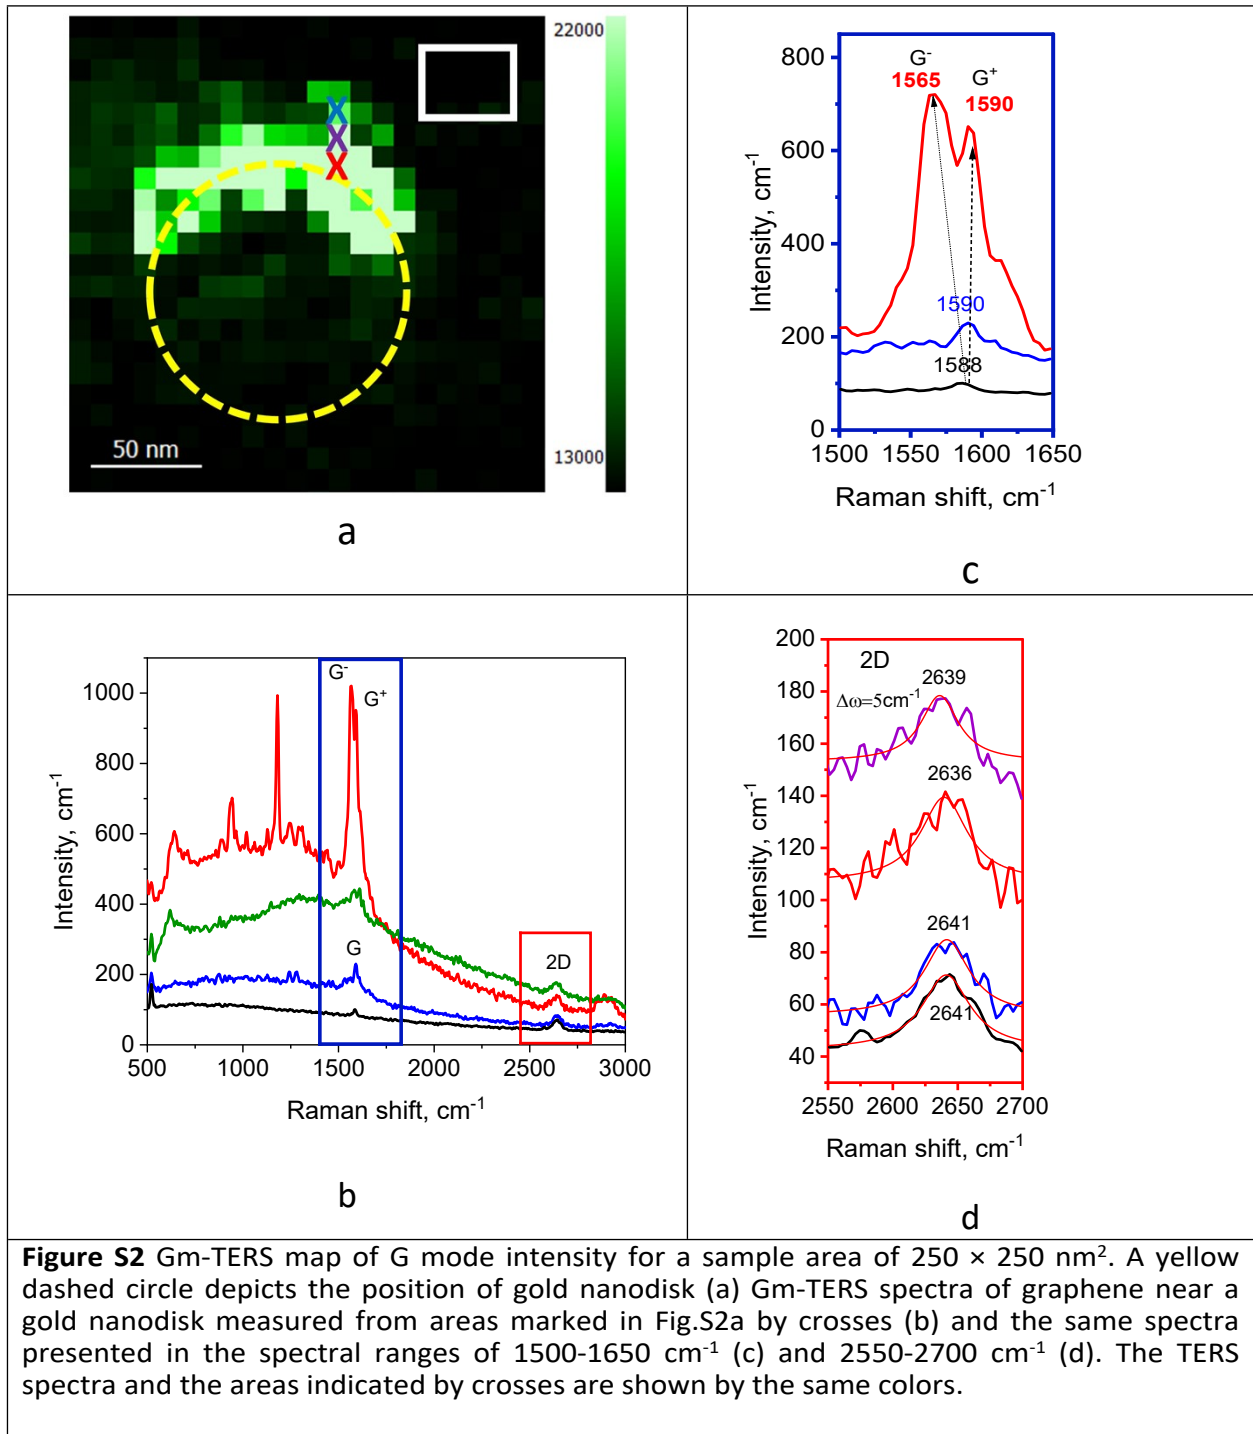 22000
X
X
X
50 nm
13000
a
800
600
400
200
0
Intensity, cm-1
G-
1565
G+
1590
1590
1588
1500 1550 1600 1650
Raman shift, cm-1
c
1000
800
600
400
200
0
Intensity, cm-1
G-
G+
G
2D
500 1000 1500 2000 2500 3000
Raman shift, cm-1
b
200
180
160
140
120
100
80
60
40
Intensity, cm-1
2D
2639
Δω=5cm-1
2636
2641
2641
2550 2600 2650 2700
Raman shift, cm-1
d
Figure S2 Gm-TERS map of G mode intensity for a sample area of 250 × 250 nm2. A yellow
dashed circle depicts the position of gold nanodisk (a) Gm-TERS spectra of graphene near a
gold nanodisk measured from areas marked in Fig.S2a by crosses (b) and the same spectra
presented in the spectral ranges of 1500-1650 cm-1 (c) and 2550-2700 cm-1 (d). The TERS
spectra and the areas indicated by crosses are shown by the same colors.